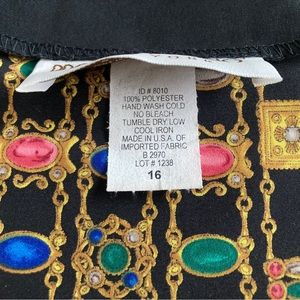 ID # 8010
100% POLYESTER
HAND WASH COLD
NO BLEACH
TUMBLE DRY LOW
COOL IRON
MADE IN U.S.A. OF
IMPORTED FABRIC
B 2970
LOT # 1238
16